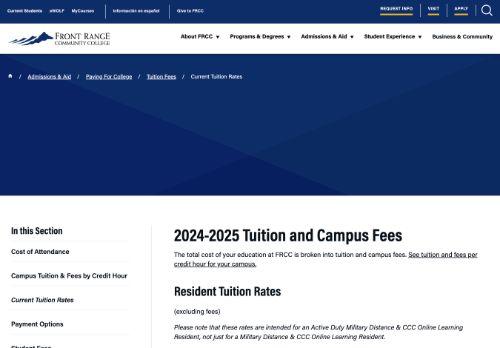 Current Students eWOLF MyCourses Información en español Give to FRCC REQUEST INFO VISIT APPLY
FRONT RANGE
COMMUNITY COLLEGE
About FRCC ▼ Programs & Degrees ▼ Admissions & Aid ▼ Student Experience ▼ Business & Community
/ Admissions & Aid / Paying For College / Tuition Fees / Current Tuition Rates
In this Section
Cost of Attendance
Campus Tuition & Fees by Credit Hour
Current Tuition Rates
Payment Options
Student Fees
2024-2025 Tuition and Campus Fees
The total cost of your education at FRCC is broken into tuition and campus fees. See tuition and fees per
credit hour for your campus.
Resident Tuition Rates
(excluding fees)
Please note that these rates are intended for an Active Duty Military Distance & CCC Online Learning
Resident, not just for a Military Distance & CCC Online Learning Resident.